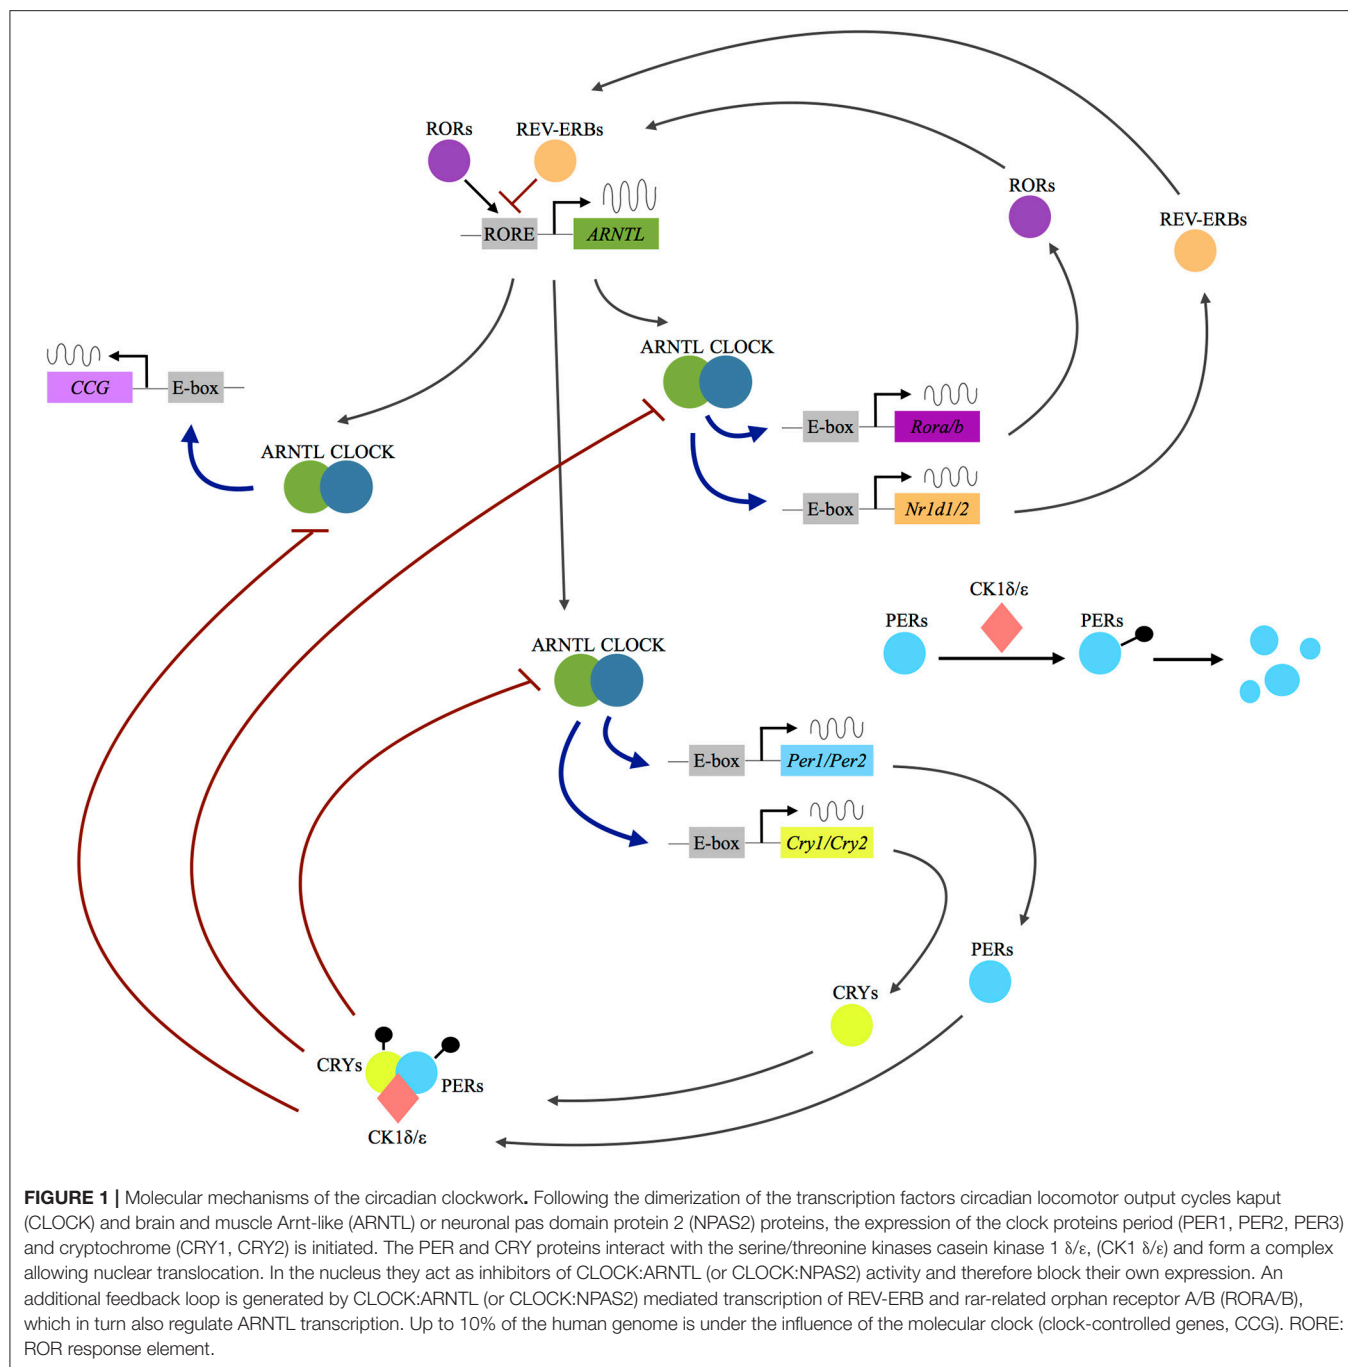 RORs
REV-ERBs
RORE
ARNTL
RORs
REV-ERBs
CCG
E-box
ARNTL CLOCK
ARNTL CLOCK
E-box
Rora/b
E-box
Nr1d1/2
CK1δ/ε
PERs
PERs
ARNTL CLOCK
E-box
Per1/Per2
E-box
Cry1/Cry2
PERs
CRYs
CRYs
PERs
CK1δ/ε
FIGURE 1 | Molecular mechanisms of the circadian clockwork. Following the dimerization of the transcription factors circadian locomotor output cycles kaput
(CLOCK) and brain and muscle Arnt-like (ARNTL) or neuronal pas domain protein 2 (NPAS2) proteins, the expression of the clock proteins period (PER1, PER2, PER3)
and cryptochrome (CRY1, CRY2) is initiated. The PER and CRY proteins interact with the serine/threonine kinases casein kinase 1 δ/ε, (CK1 δ/ε) and form a complex
allowing nuclear translocation. In the nucleus they act as inhibitors of CLOCK:ARNTL (or CLOCK:NPAS2) activity and therefore block their own expression. An
additional feedback loop is generated by CLOCK:ARNTL (or CLOCK:NPAS2) mediated transcription of REV-ERB and rar-related orphan receptor A/B (RORA/B),
which in turn also regulate ARNTL transcription. Up to 10% of the human genome is under the influence of the molecular clock (clock-controlled genes, CCG). RORE:
ROR response element.